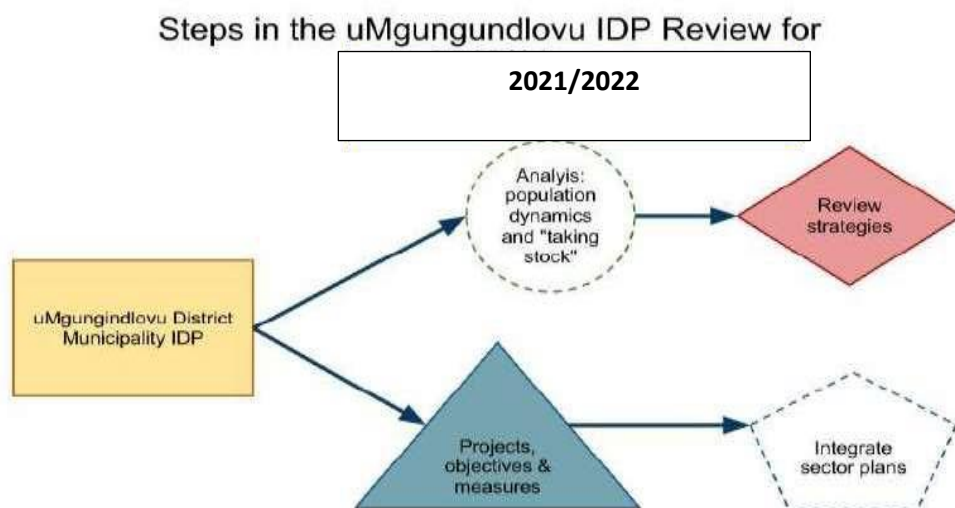 Steps in the uMgungundlovu IDP Review for
2021/2022
Analyis:
population
dynamics
and "taking
stock"
Review
strategies
uMgungindlovu District
Municipality IDP
Projects,
objectives &
measures
Integrate
sector plans